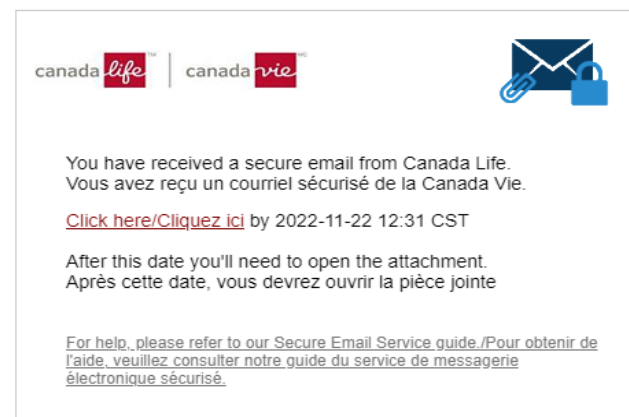 canada life™ | canada vieMC
You have received a secure email from Canada Life.
Vous avez reçu un courriel sécurisé de la Canada Vie.
Click here/Cliquez ici by 2022-11-22 12:31 CST
After this date you'll need to open the attachment.
Après cette date, vous devrez ouvrir la pièce jointe
For help, please refer to our Secure Email Service guide./Pour obtenir de
l'aide, veuillez consulter notre guide du service de messagerie
électronique sécurisé.